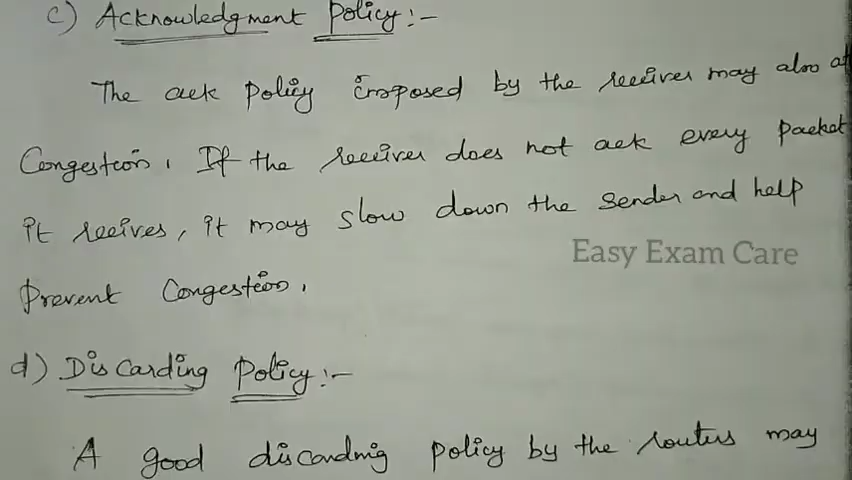 c) Acknowledgment Policy:-
The ack policy imposed by the receiver may also af
Congestion. If the receiver does not ack every packet
it receives, it may slow down the sender and help
Easy Exam Care
prevent Congestion.
d) Discarding Policy:-
A good discarding policy by the routers may